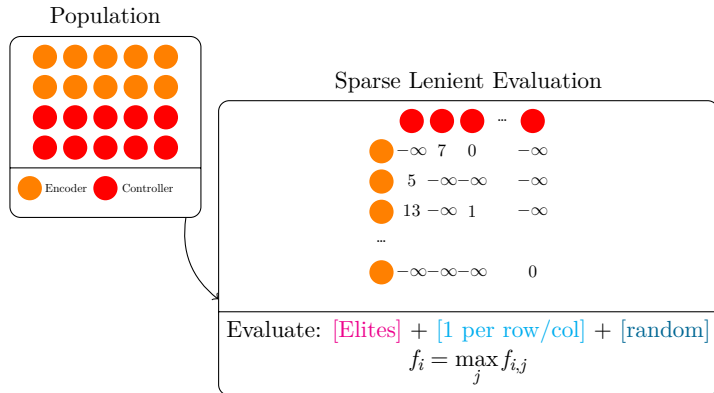 Population
Encoder Controller
Sparse Lenient Evaluation
...
−∞ 7 0 −∞
5 −∞ −∞ −∞
13 −∞ 1 −∞
...
−∞ −∞ −∞ 0
Evaluate: [Elites] + [1 per row/col] + [random]
f_i = max_j f_{i,j}